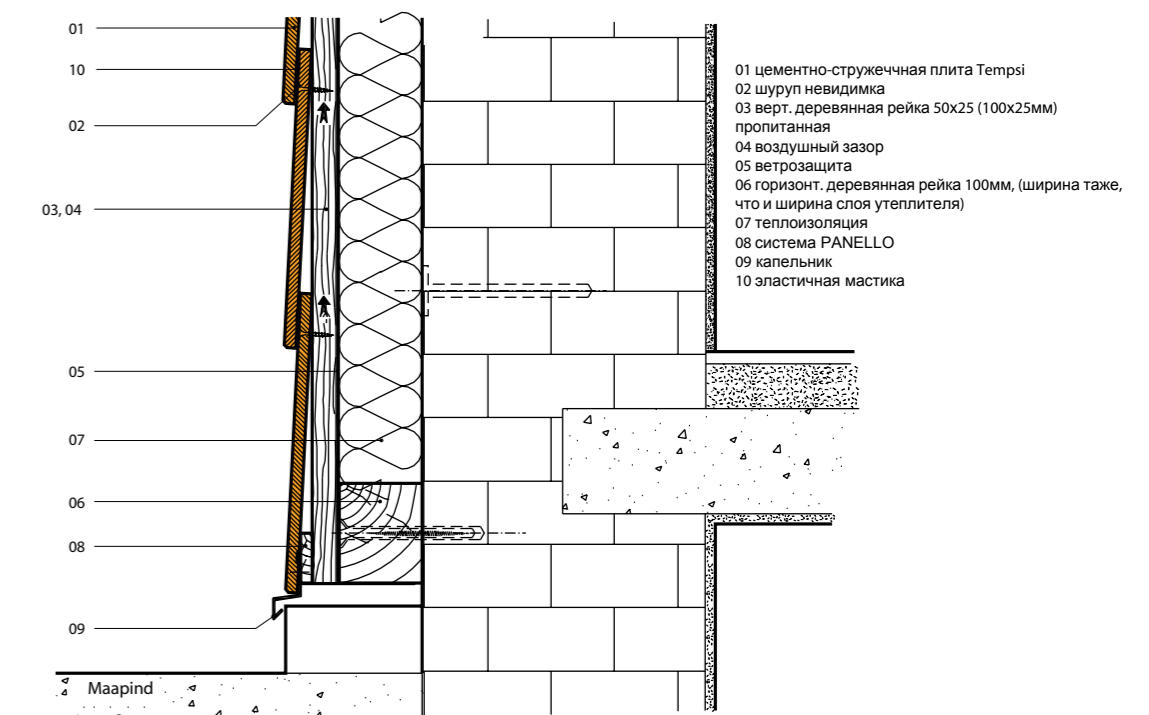 01
10
02
03, 04
05
07
06
08
09
Maapind
01 цементно-стружеччная плита Tempsi
02 шуруп невидимка
03 верт. деревянная рейка 50x25 (100x25мм)
пропитанная
04 воздушный зазор
05 ветрозащита
06 горизонт. деревянная рейка 100мм, (ширина таже,
что и ширина слоя утеплителя)
07 теплоизоляция
08 система PANELLO
09 капельник
10 эластичная мастика